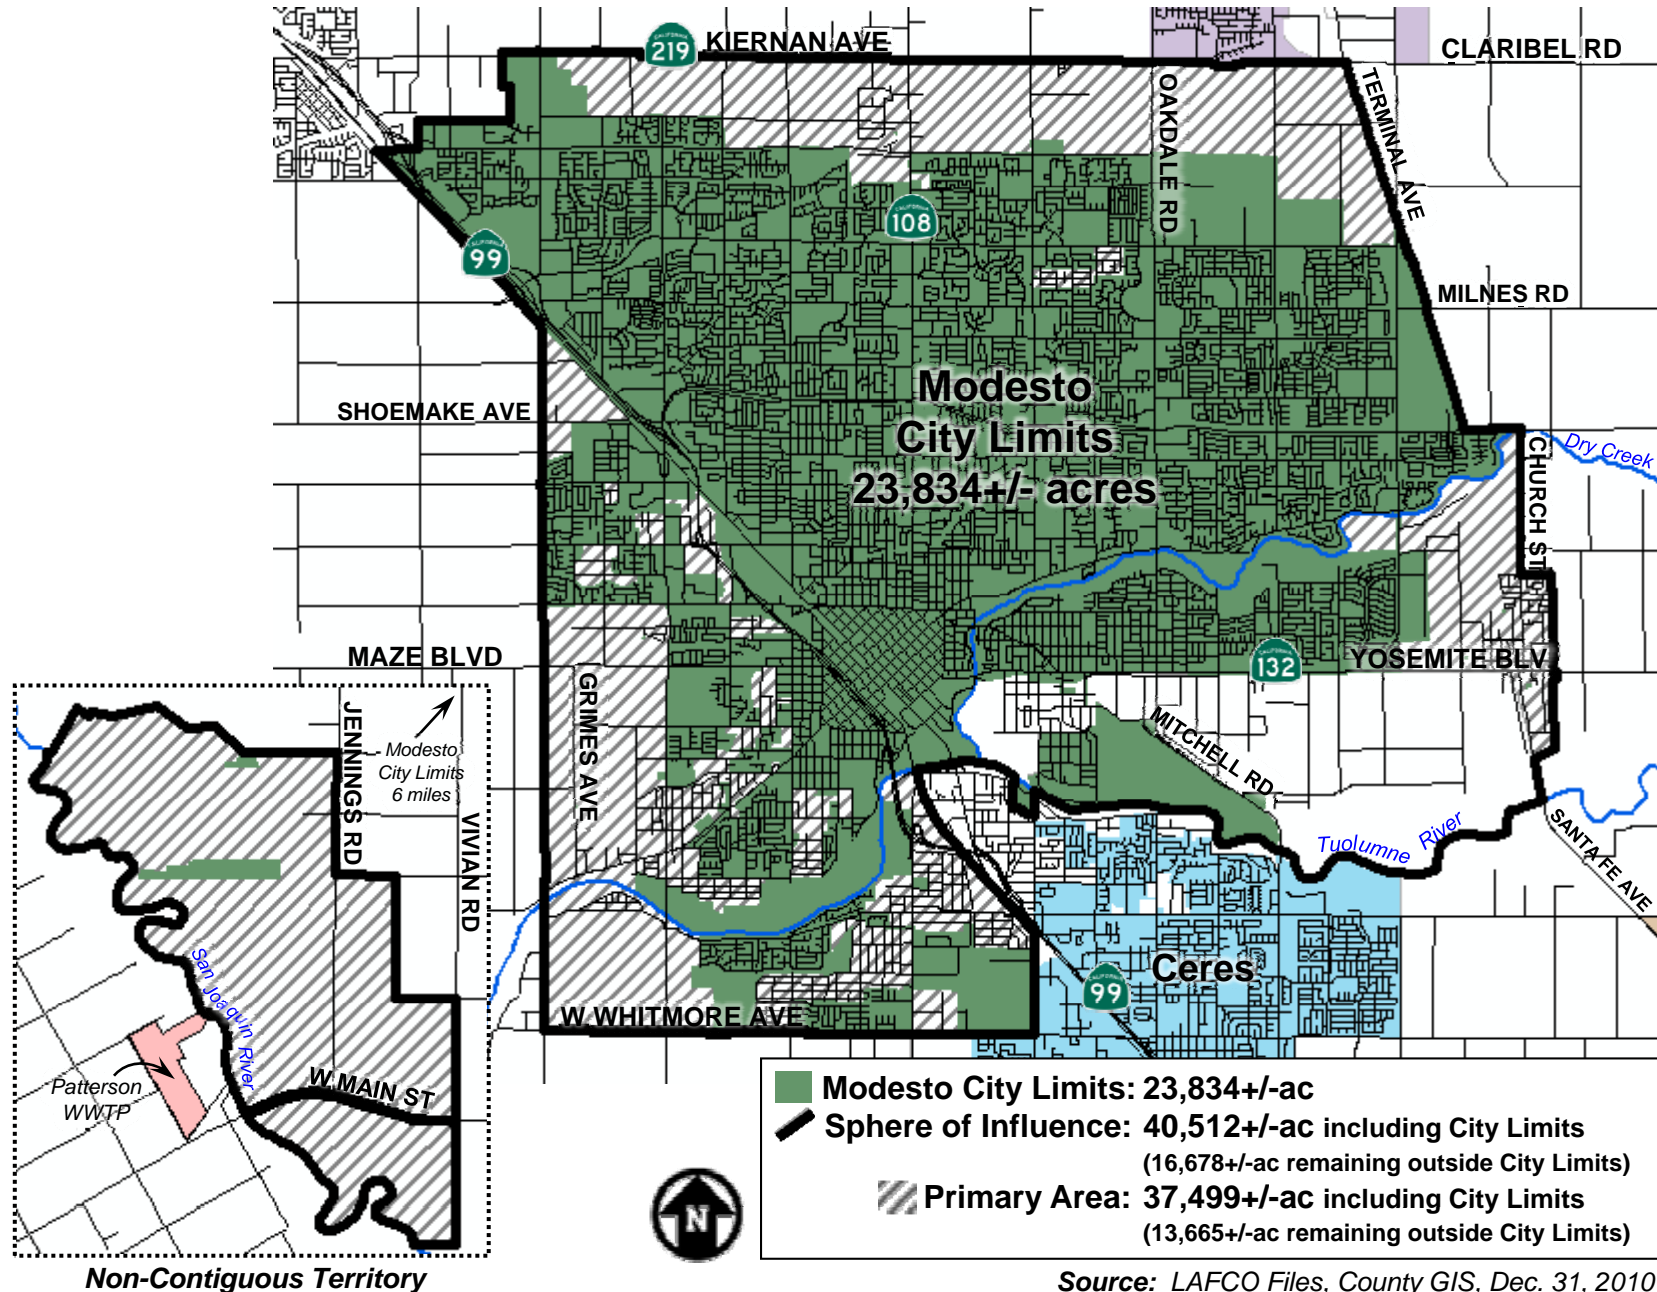 CALIFORNIA
219
KIERNAN AVE
CLARIBEL RD
TERMINAL AVE
OAKDALE RD
CALIFORNIA
108
CALIFORNIA
99
MILNES RD
Modesto
City Limits
23,834+/- acres
SHOEMAKE AVE
Dry Creek
CHURCH ST
MAZE BLVD
CALIFORNIA
132
YOSEMITE BLV
GRIMES AVE
MITCHELL RD
Tuolumne River
SANTA FE AVE
Ceres
CALIFORNIA
99
W WHITMORE AVE
JENNINGS RD
Modesto
City Limits
6 miles
VIVIAN RD
San Joaquin River
Patterson
WWTP
W MAIN ST
Non-Contiguous Territory
N
Modesto City Limits: 23,834+/-ac
Sphere of Influence: 40,512+/-ac including City Limits
(16,678+/-ac remaining outside City Limits)
Primary Area: 37,499+/-ac including City Limits
(13,665+/-ac remaining outside City Limits)
Source: LAFCO Files, County GIS, Dec. 31, 2010